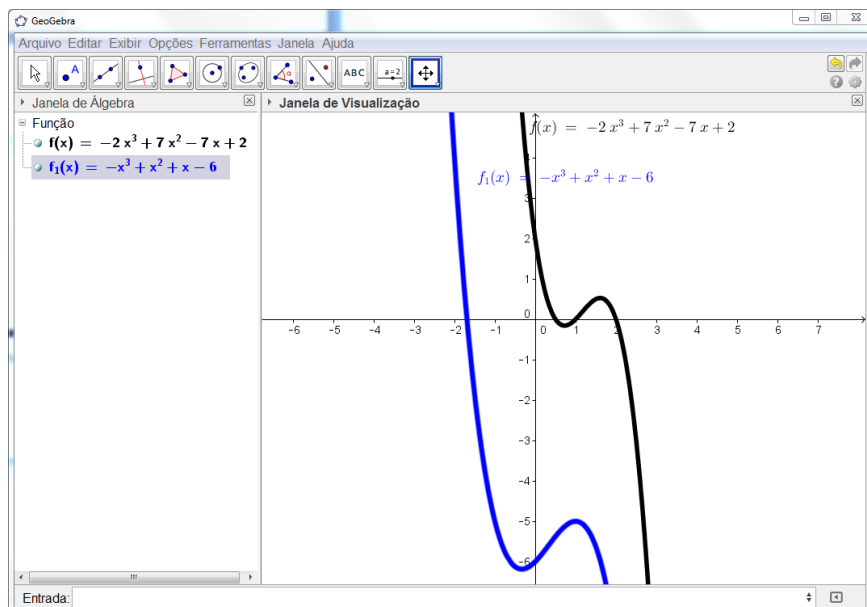 GeoGebra
Arquivo Editar Exibir Opções Ferramentas Janela Ajuda
A
α
ABC
a=2
?
Janela de Álgebra
Janela de Visualização
Função
f(x) = −2 x³ + 7 x² − 7 x + 2
f₁(x) = −x³ + x² + x − 6
f(x) = −2 x³ + 7 x² − 7 x + 2
f₁(x) = −x³ + x² + x − 6
4
3
2
1
0
-6 -5 -4 -3 -2 -1 0 1 2 3 4 5 6 7
-1
-2
-3
-4
-5
-6
Entrada: